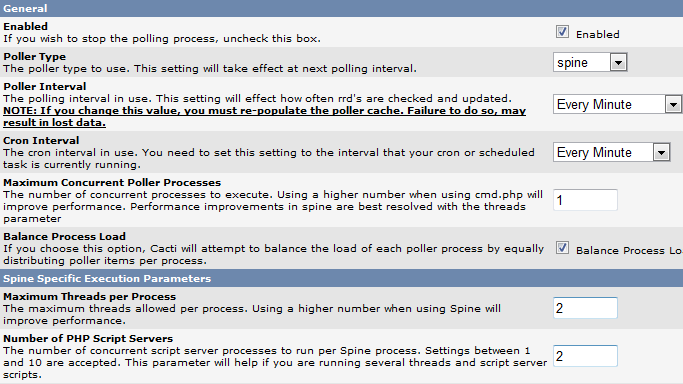 General
Enabled
If you wish to stop the polling process, uncheck this box.
Enabled
Poller Type
The poller type to use. This setting will take effect at next polling interval.
spine
Poller Interval
The polling interval in use. This setting will effect how often rrd's are checked and updated.
NOTE: If you change this value, you must re-populate the poller cache. Failure to do so, may
result in lost data.
Every Minute
Cron Interval
The cron interval in use. You need to set this setting to the interval that your cron or scheduled
task is currently running.
Every Minute
Maximum Concurrent Poller Processes
The number of concurrent processes to execute. Using a higher number when using cmd.php will
improve performance. Performance improvements in spine are best resolved with the threads
parameter
1
Balance Process Load
If you choose this option, Cacti will attempt to balance the load of each poller process by equally
distributing poller items per process.
Balance Process Lo
Spine Specific Execution Parameters
Maximum Threads per Process
The maximum threads allowed per process. Using a higher number when using Spine will
improve performance.
2
Number of PHP Script Servers
The number of concurrent script server processes to run per Spine process. Settings between 1
and 10 are accepted. This parameter will help if you are running several threads and script server
scripts.
2